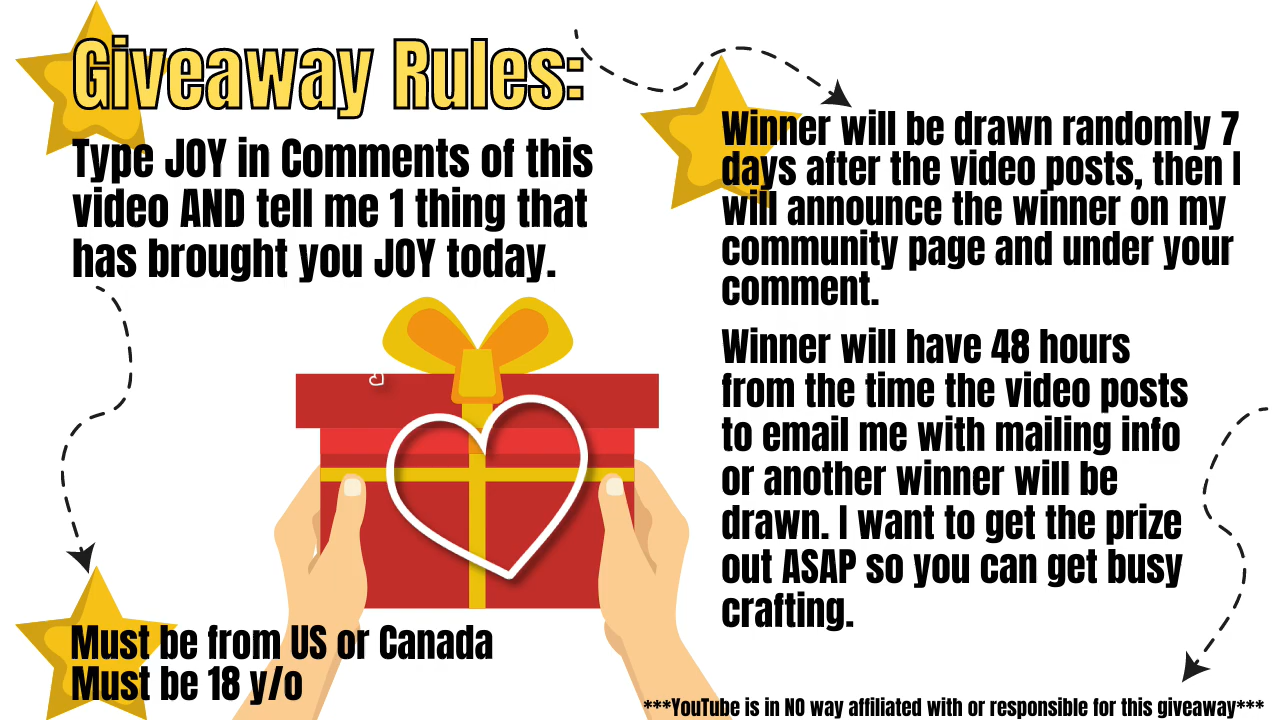 Giveaway Rules:
Type JOY in Comments of this
video AND tell me 1 thing that
has brought you JOY today.
Must be from US or Canada
Must be 18 y/o
Winner will be drawn randomly 7
days after the video posts, then I
will announce the winner on my
community page and under your
comment.
Winner will have 48 hours
from the time the video posts
to email me with mailing info
or another winner will be
drawn. I want to get the prize
out ASAP so you can get busy
crafting.
***YouTube is in NO way affiliated with or responsible for this giveaway***